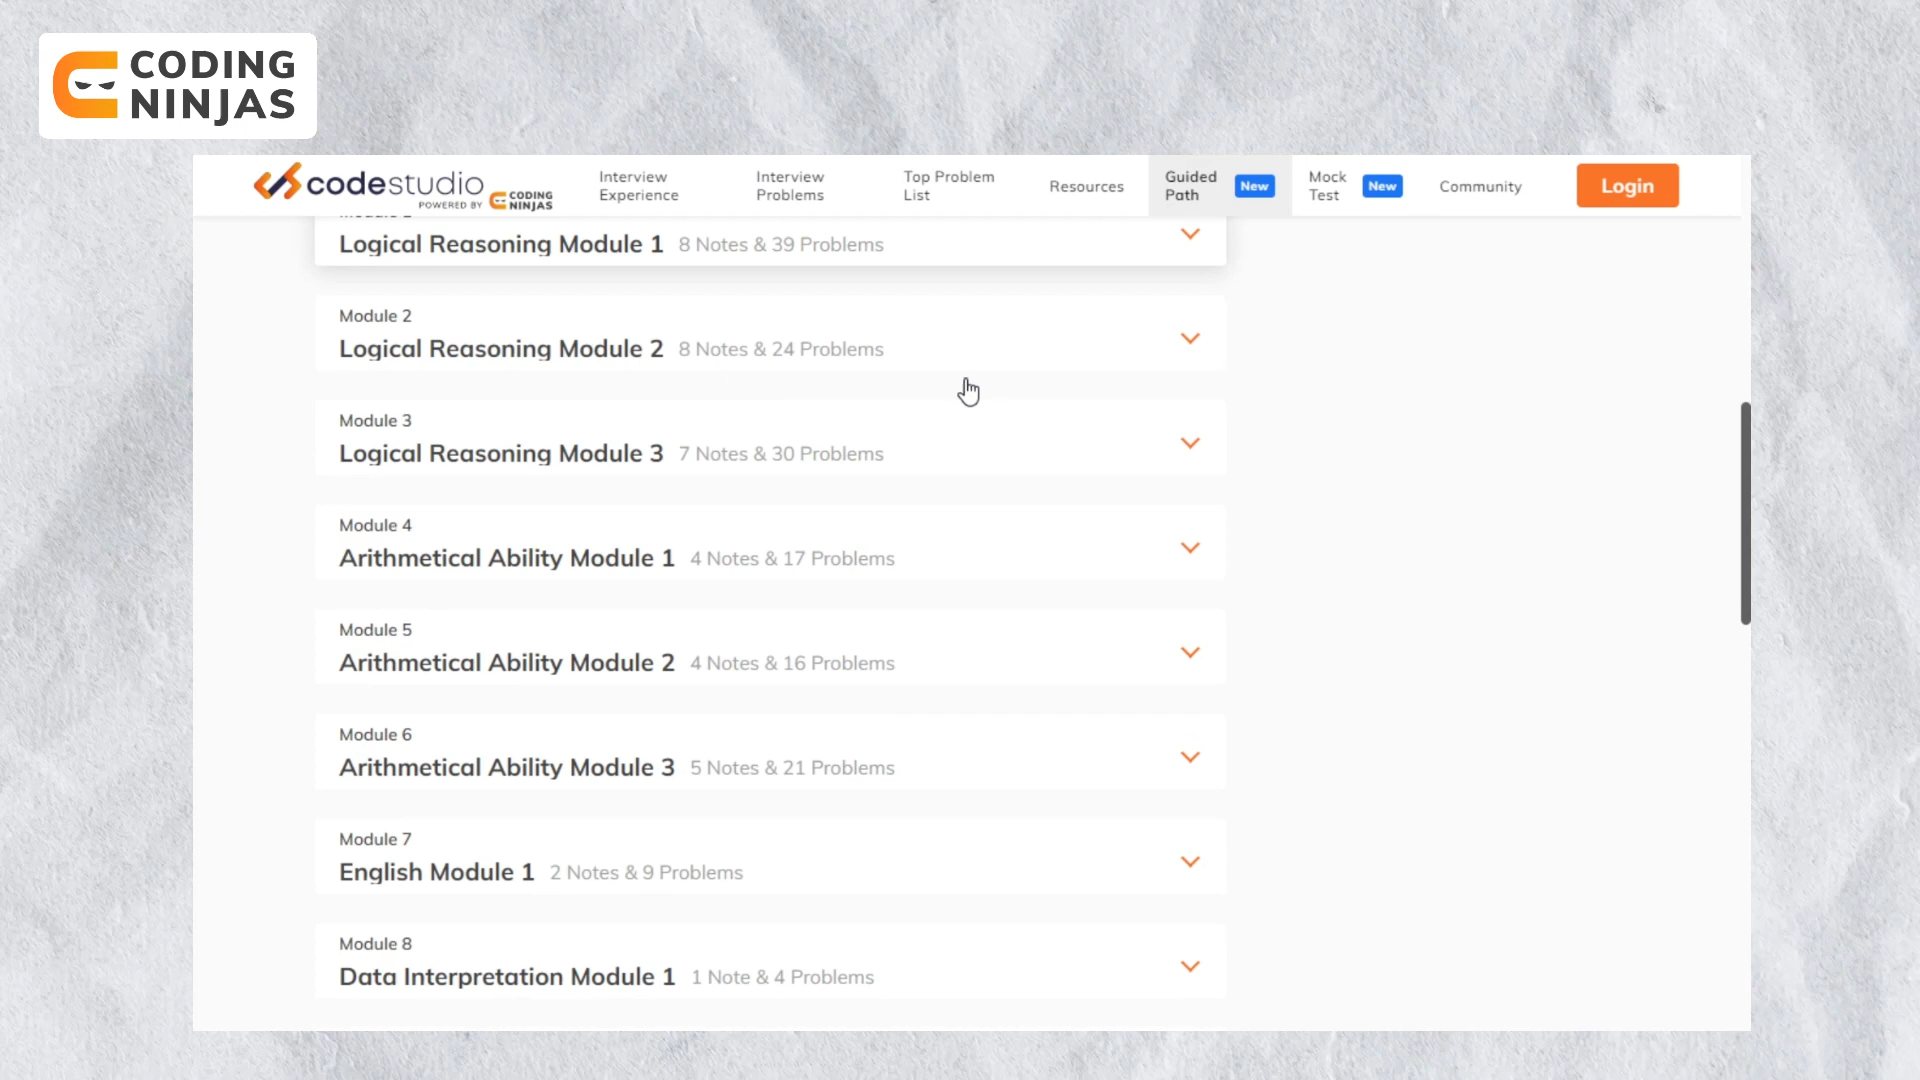 CODING
NINJAS
codestudio
POWERED BY CODING NINJAS
Interview Experience
Interview Problems
Top Problem List
Resources
Guided Path New
Mock Test New
Community
Login
Logical Reasoning Module 1 8 Notes & 39 Problems
Module 2
Logical Reasoning Module 2 8 Notes & 24 Problems
Module 3
Logical Reasoning Module 3 7 Notes & 30 Problems
Module 4
Arithmetical Ability Module 1 4 Notes & 17 Problems
Module 5
Arithmetical Ability Module 2 4 Notes & 16 Problems
Module 6
Arithmetical Ability Module 3 5 Notes & 21 Problems
Module 7
English Module 1 2 Notes & 9 Problems
Module 8
Data Interpretation Module 1 1 Note & 4 Problems